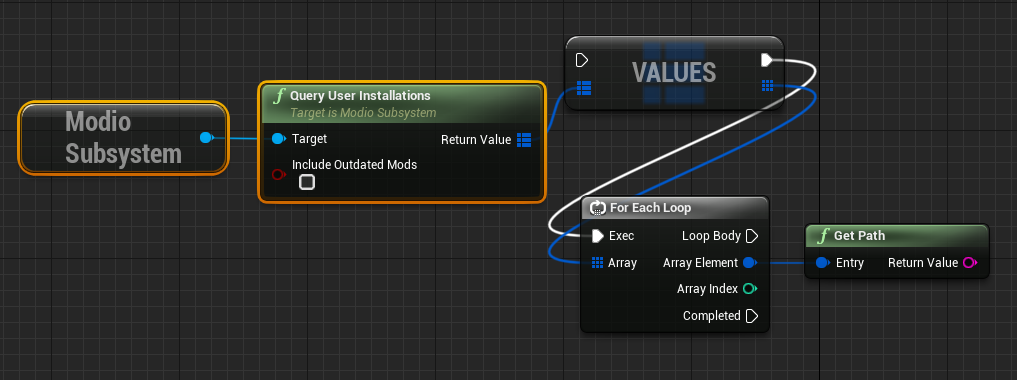 Modio
Subsystem
Query User Installations
Target is Modio Subsystem
Target
Return Value
Include Outdated Mods
VALUES
For Each Loop
Exec
Loop Body
Array
Array Element
Array Index
Completed
Get Path
Entry
Return Value